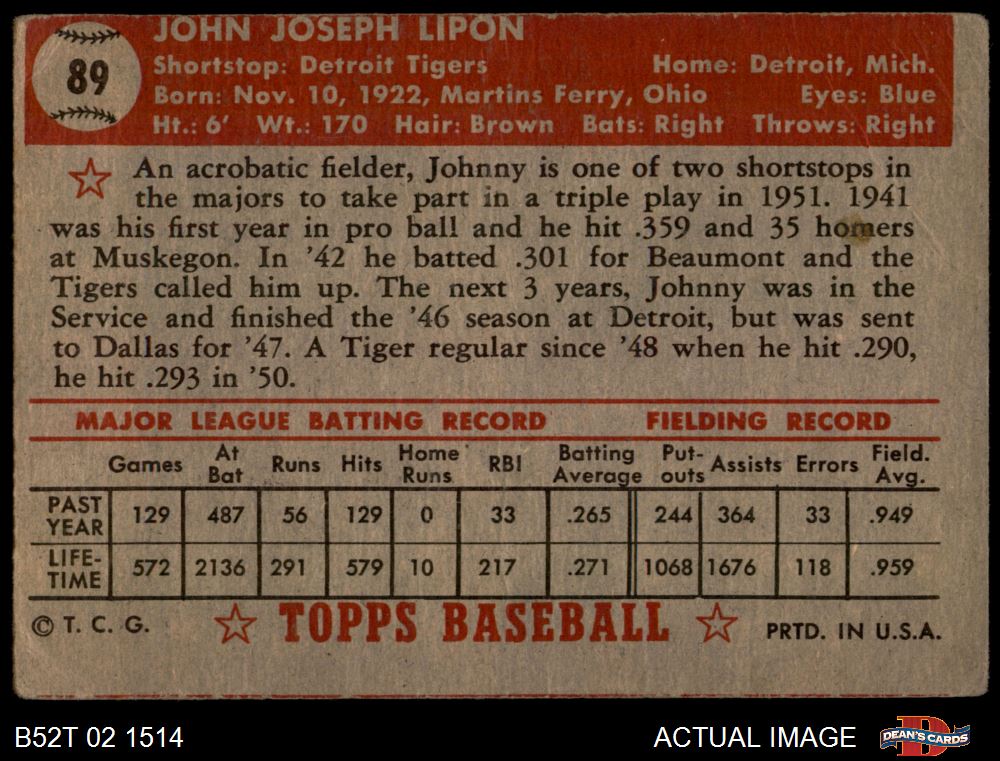 JOHN JOSEPH LIPON
89
Shortstop: Detroit Tigers Home: Detroit, Mich.
Born: Nov. 10, 1922, Martins Ferry, Ohio Eyes: Blue
Ht.: 6' Wt.: 170 Hair: Brown Bats: Right Throws: Right
An acrobatic fielder, Johnny is one of two shortstops in
the majors to take part in a triple play in 1951. 1941
was his first year in pro ball and he hit .359 and 35 homers
at Muskegon. In '42 he batted .301 for Beaumont and the
Tigers called him up. The next 3 years, Johnny was in the
Service and finished the '46 season at Detroit, but was sent
to Dallas for '47. A Tiger regular since '48 when he hit .290,
he hit .293 in '50.
MAJOR LEAGUE BATTING RECORD FIELDING RECORD
Games At Bat Runs Hits Home Runs RBI Batting Average Put-outs Assists Errors Field. Avg.
PAST YEAR 129 487 56 129 0 33 .265 244 364 33 .949
LIFE-TIME 572 2136 291 579 10 217 .271 1068 1676 118 .959
© T. C. G. TOPPS BASEBALL PRTD. IN U.S.A.
B52T 02 1514 ACTUAL IMAGE D DEAN'S CARDS